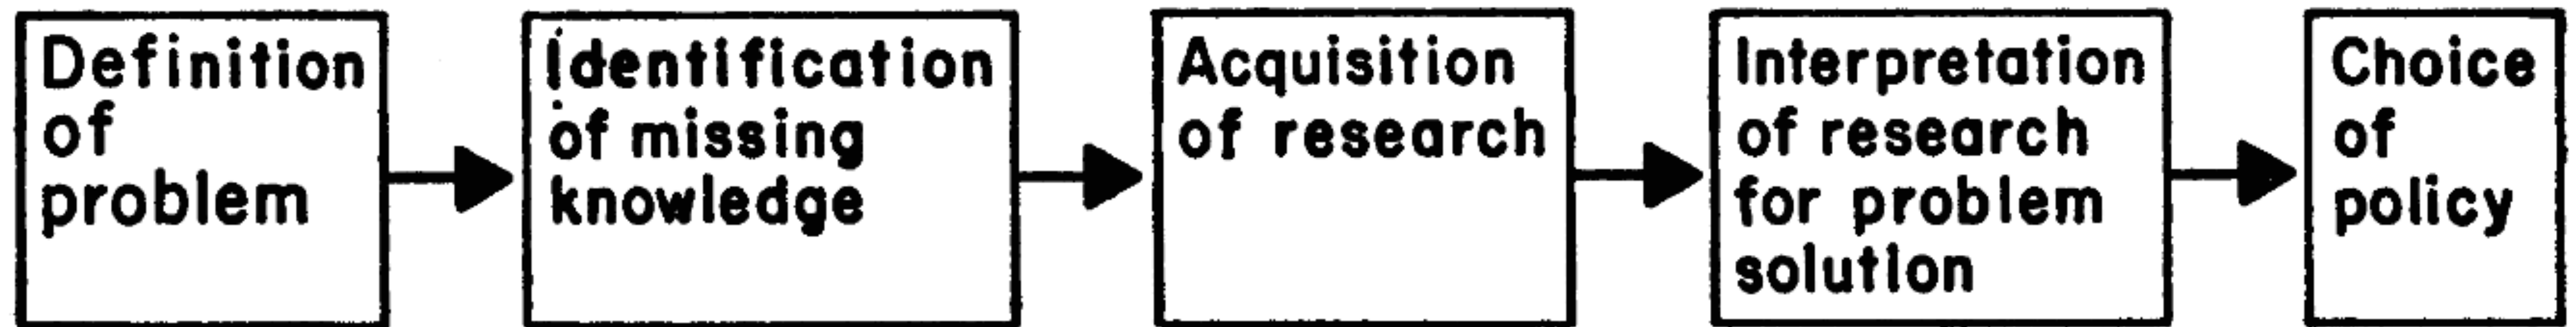 Definition
of
problem
Identification
of missing
knowledge
Acquisition
of research
Interpretation
of research
for problem
solution
Choice
of
policy